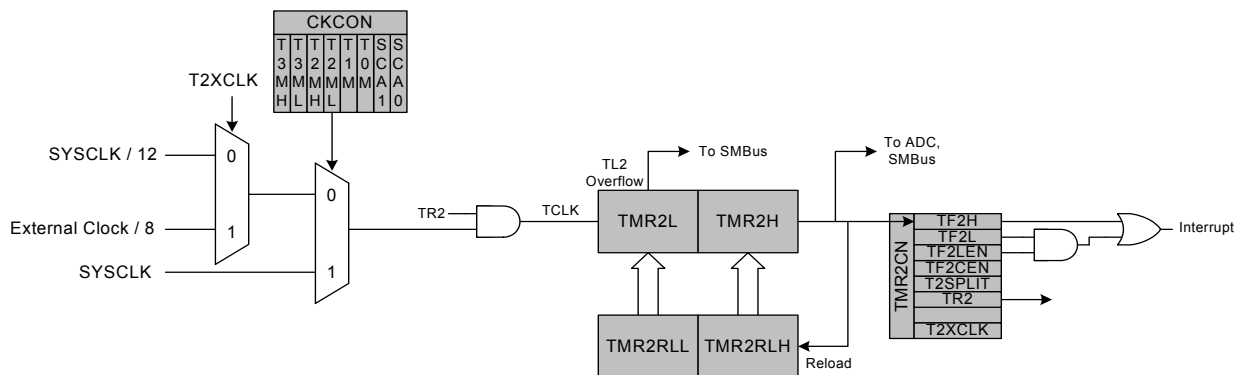 CKCON
T3MH
T3ML
T2MH
T2ML
T1M
T0M
SCA1
SCA0
T2XCLK
SYSCLK / 12
0
External Clock / 8
1
SYSCLK
0
1
TR2
TCLK
TL2
Overflow
To SMBus
To ADC,
SMBus
TMR2L
TMR2H
TMR2RLL
TMR2RLH
Reload
TMR2CN
TF2H
TF2L
TF2LEN
TF2CEN
T2SPLIT
TR2
T2XCLK
Interrupt